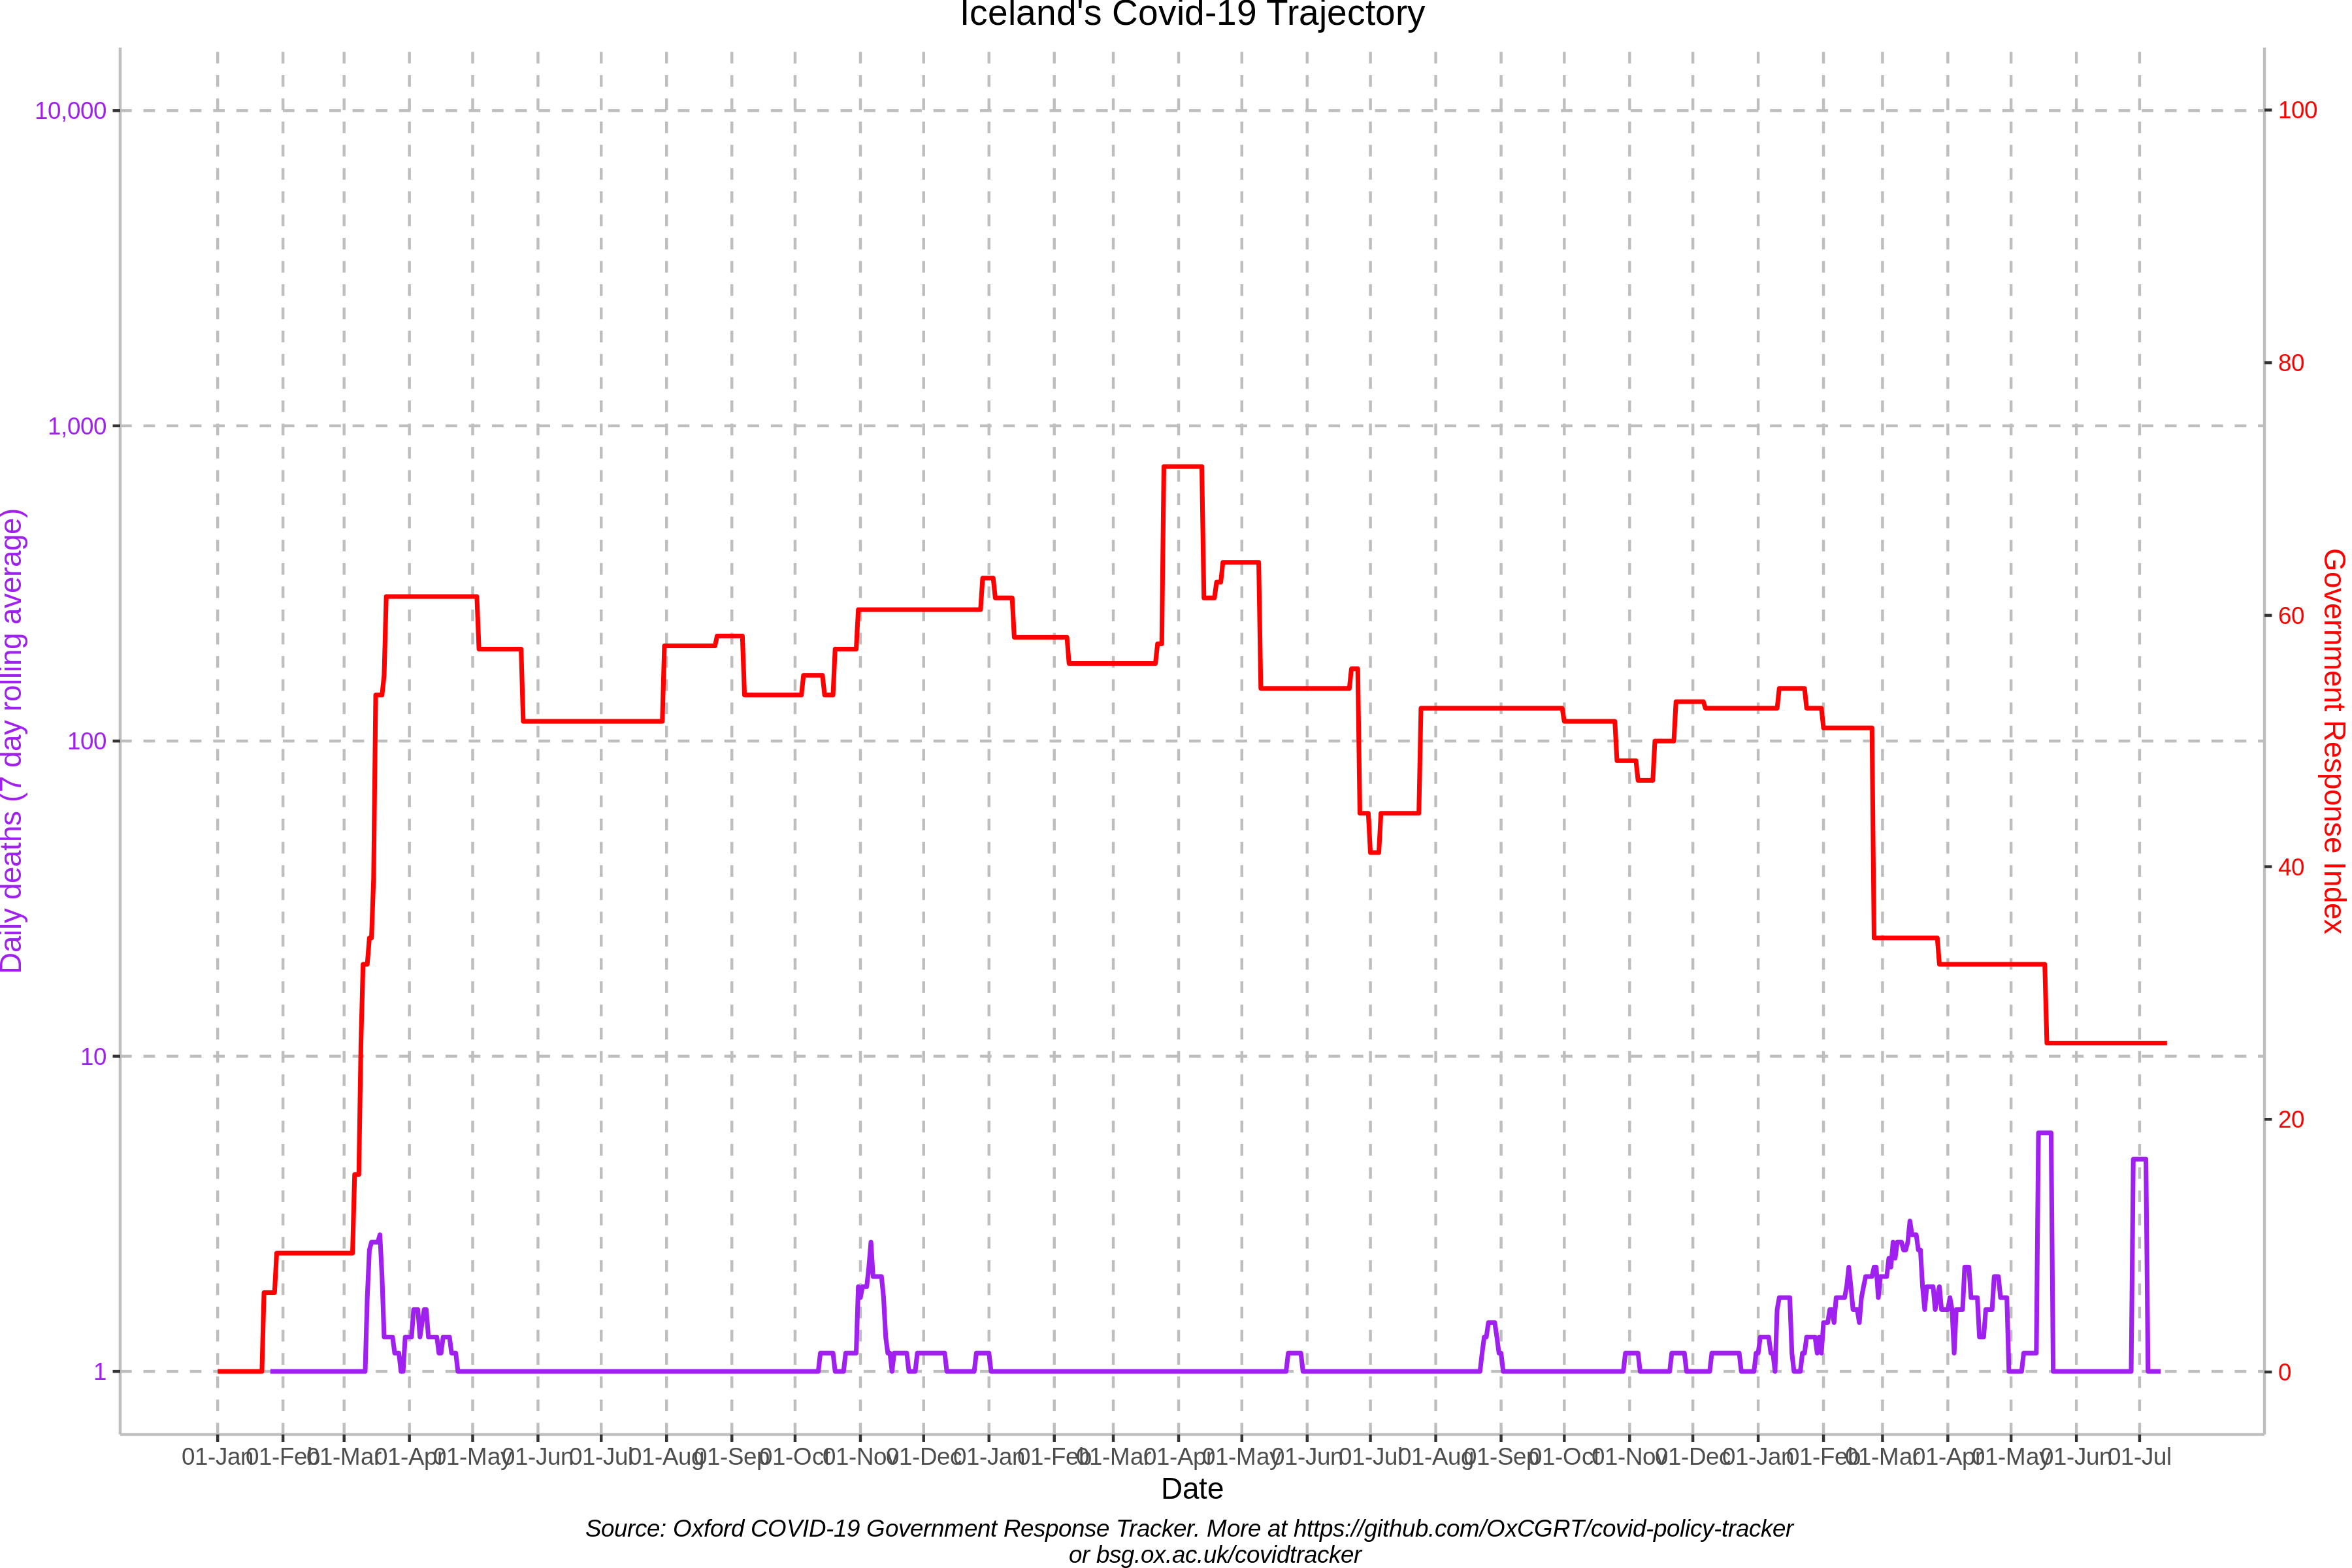 Iceland's Covid-19 Trajectory
10,000
1,000
100
10
1
Daily deaths (7 day rolling average)
100
80
60
40
20
0
Government Response Index
01-Jan
01-Feb
01-Mar
01-Apr
01-May
01-Jun
01-Jul
01-Aug
01-Sep
01-Oct
01-Nov
01-Dec
01-Jan
01-Feb
01-Mar
01-Apr
01-May
01-Jun
01-Jul
01-Aug
01-Sep
01-Oct
01-Nov
01-Dec
01-Jan
01-Feb
01-Mar
01-Apr
01-May
01-Jun
01-Jul
Date
Source: Oxford COVID-19 Government Response Tracker. More at https://github.com/OxCGRT/covid-policy-tracker
or bsg.ox.ac.uk/covidtracker